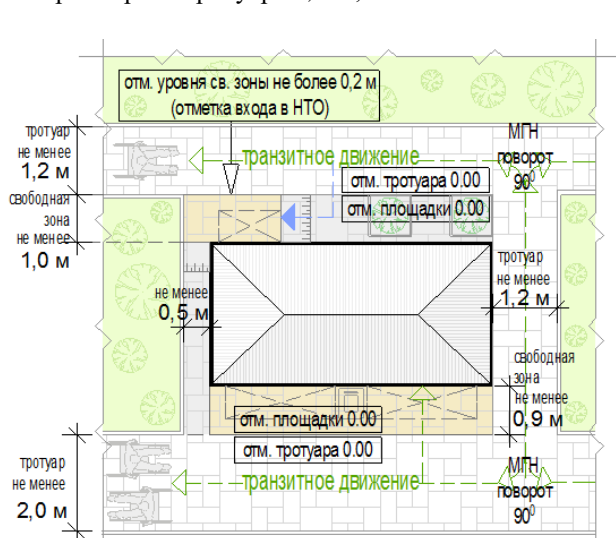 отм. уровня св. зоны не более 0,2 м
(отметка входа в НТО)
тротуар
не менее
1,2 м
транзитное движение
МГН
поворот
90⁰
отм. тротуара 0.00
отм. площадки 0.00
свободная
зона
не менее
1,0 м
не менее
0,5 м
тротуар
не менее
1,2 м
свободная
зона
не менее
0,9 м
отм. площадки 0.00
отм. тротуара 0.00
тротуар
не менее
2,0 м
транзитное движение
МГН
поворот
90⁰